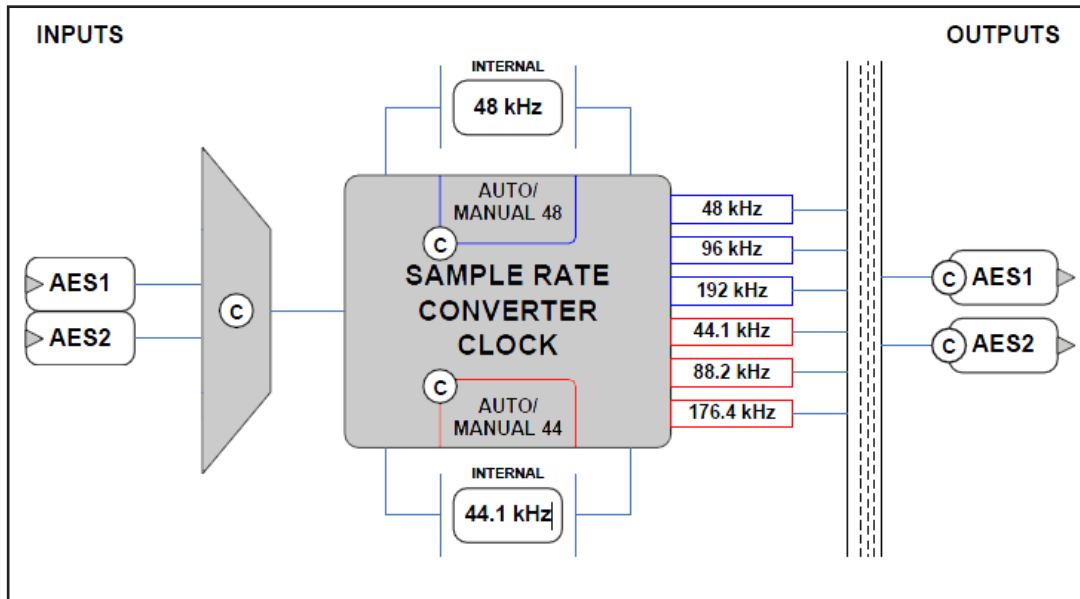 INPUTS
OUTPUTS
INTERNAL
48 kHz
AUTO/
MANUAL 48
C
48 kHz
96 kHz
192 kHz
44.1 kHz
88.2 kHz
176.4 kHz
AES1
AES2
C
SAMPLE RATE
CONVERTER
CLOCK
C
AUTO/
MANUAL 44
INTERNAL
44.1 kHz
C AES1
C AES2